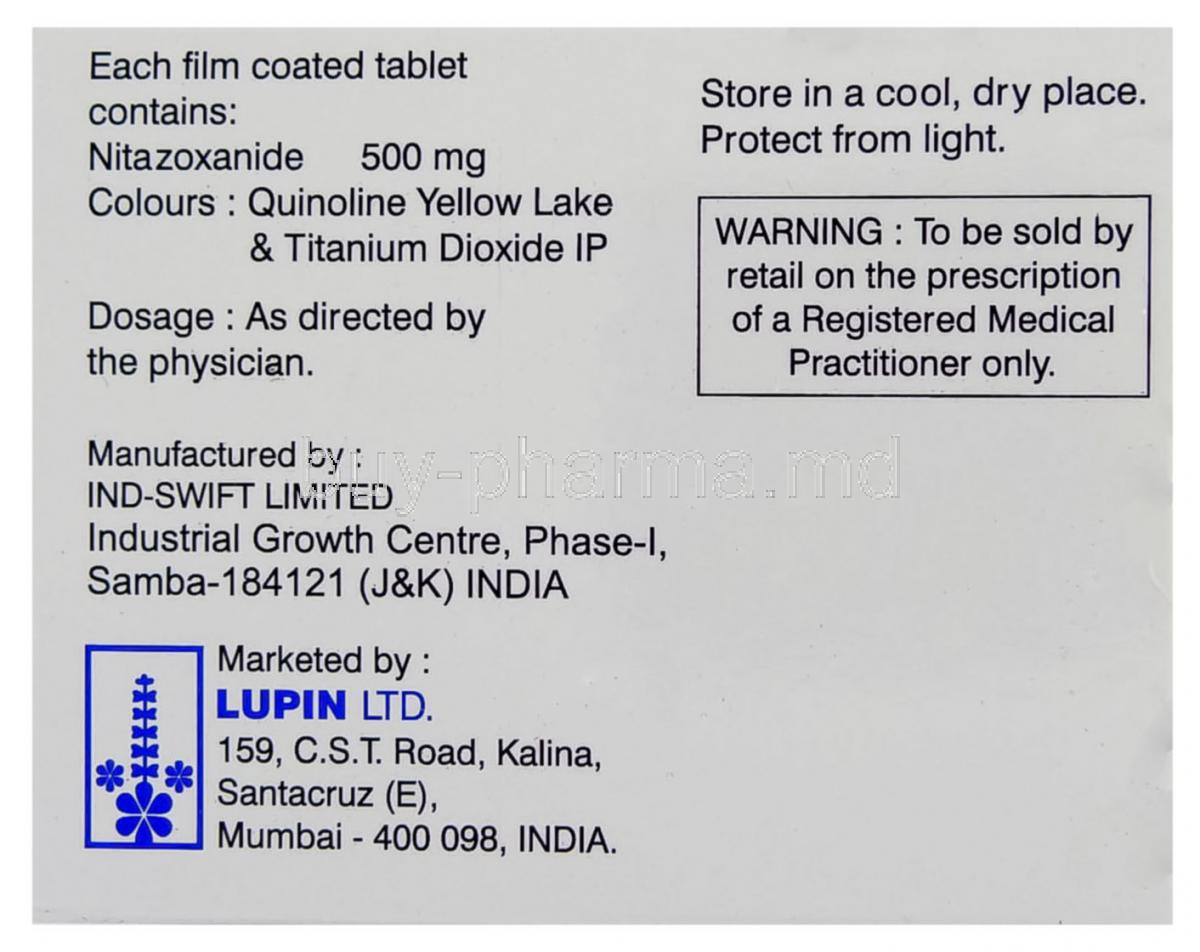 Each film coated tablet
contains:
Nitazoxanide 500 mg
Colours : Quinoline Yellow Lake
& Titanium Dioxide IP
Dosage : As directed by
the physician.
Store in a cool, dry place.
Protect from light.
WARNING : To be sold by
retail on the prescription
of a Registered Medical
Practitioner only.
Manufactured by :
IND-SWIFT LIMITED
Industrial Growth Centre, Phase-I,
Samba-184121 (J&K) INDIA
buy-pharma.md
Marketed by :
LUPIN LTD.
159, C.S.T. Road, Kalina,
Santacruz (E),
Mumbai - 400 098, INDIA.